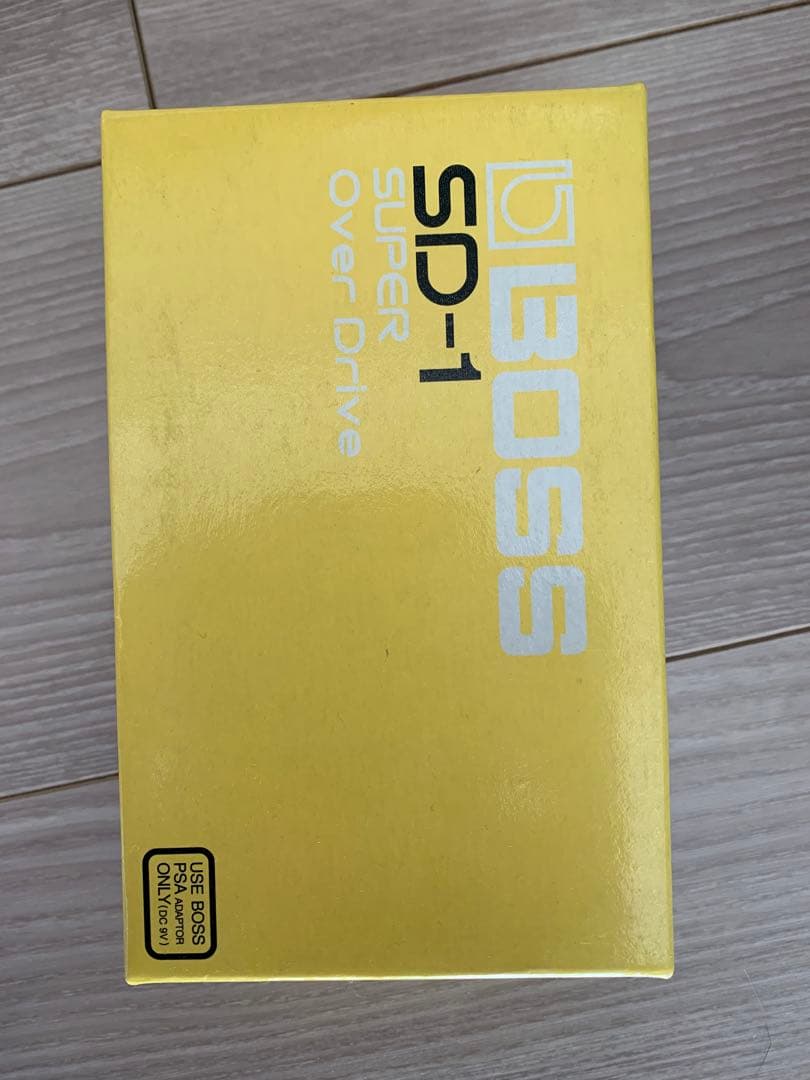 BOSS
SD-1
SUPER
Over Drive
USE BOSS
PSA ADAPTOR
ONLY (DC 9V)